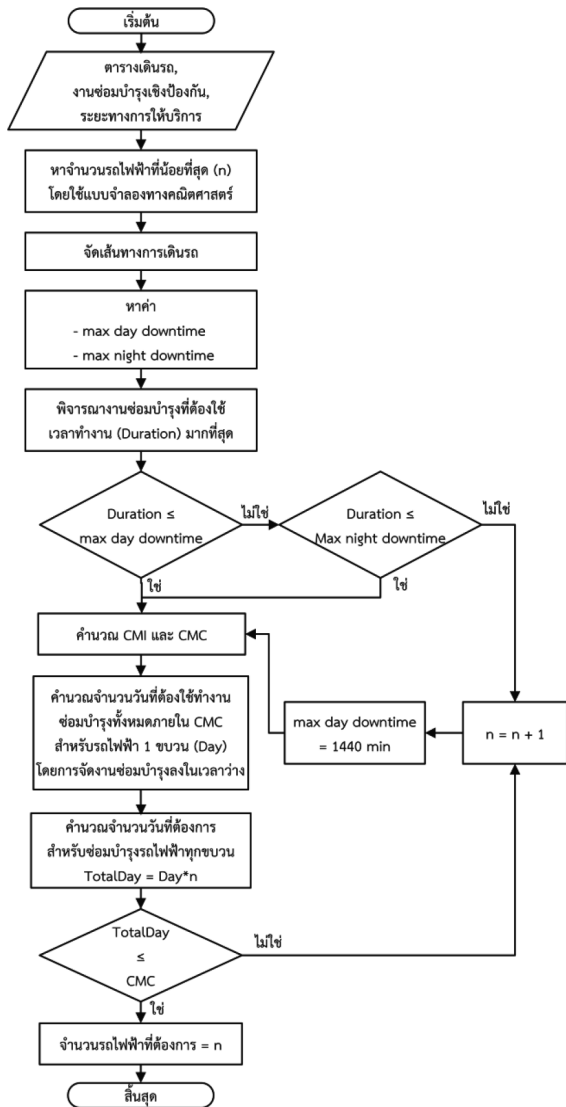 เริ่มต้น
ตารางเดินรถ,
งานซ่อมบำรุงเชิงป้องกัน,
ระยะทางการให้บริการ
หาจำนวนรถไฟฟ้าที่น้อยที่สุด (n)
โดยใช้แบบจำลองทางคณิตศาสตร์
จัดเส้นทางการเดินรถ
หาค่า
- max day downtime
- max night downtime
พิจารณางานซ่อมบำรุงที่ต้องใช้
เวลาทำงาน (Duration) มากที่สุด
Duration ≤
max day downtime
ไม่ใช่
Duration ≤
Max night downtime
ไม่ใช่
ใช่
ใช่
คำนวณ CMI และ CMC
คำนวณจำนวนวันที่ต้องใช้ทำงาน
ซ่อมบำรุงทั้งหมดภายใน CMC
สำหรับรถไฟฟ้า 1 ขบวน (Day)
โดยการจัดงานซ่อมบำรุงลงในเวลาว่าง
max day downtime
= 1440 min
n = n + 1
คำนวณจำนวนวันที่ต้องการ
สำหรับซ่อมบำรุงรถไฟฟ้าทุกขบวน
TotalDay = Day*n
TotalDay
≤
CMC
ไม่ใช่
ใช่
จำนวนรถไฟฟ้าที่ต้องการ = n
สิ้นสุด